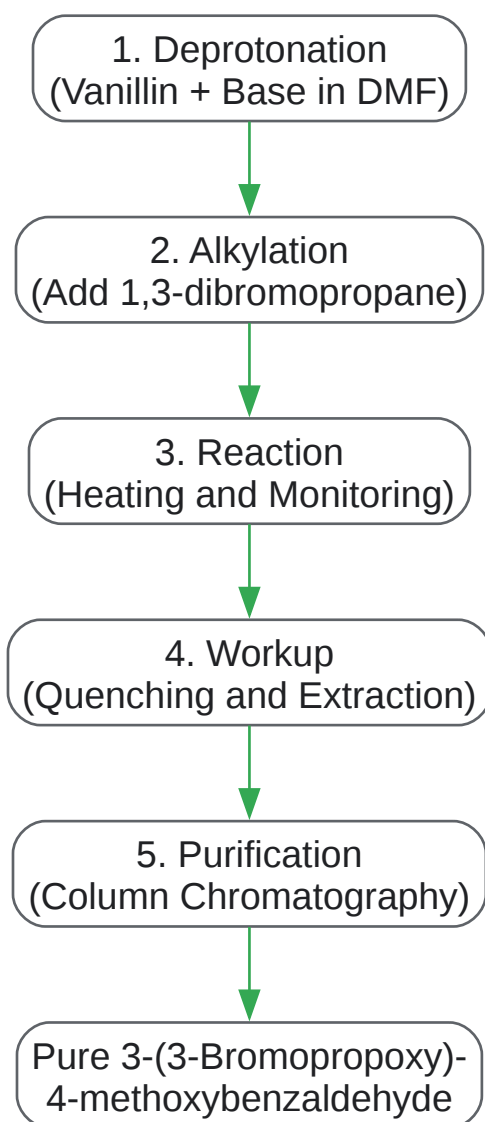 1. Deprotonation
(Vanillin + Base in DMF)
2. Alkylation
(Add 1,3-dibromopropane)
3. Reaction
(Heating and Monitoring)
4. Workup
(Quenching and Extraction)
5. Purification
(Column Chromatography)
Pure 3-(3-Bromopropoxy)-
4-methoxybenzaldehyde